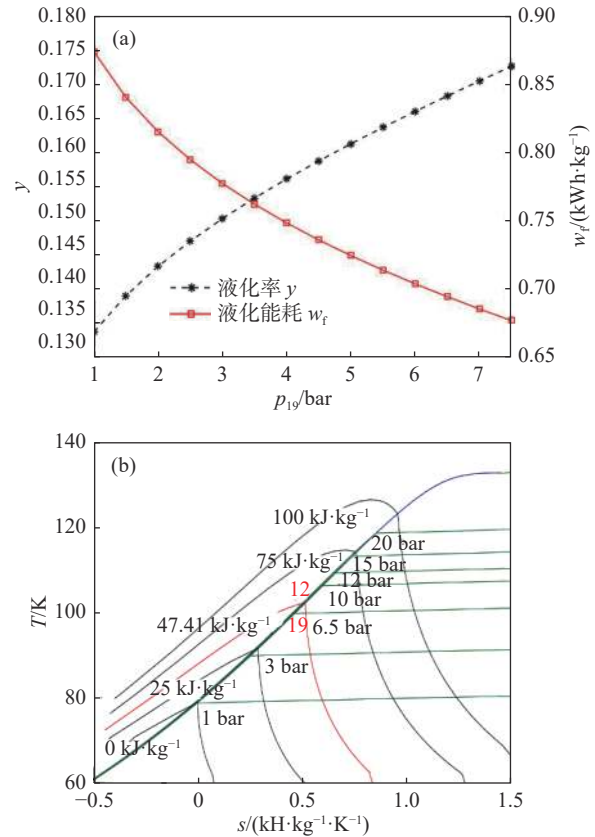 (a)
0.180
0.175
0.170
0.165
0.160
0.155
0.150
0.145
0.140
0.135
0.130
y
0.90
0.85
0.80
0.75
0.70
0.65
w_f/(kWh·kg⁻¹)
液化率 y
液化能耗 w_f
1 2 3 4 5 6 7
p₁₉/bar
(b)
140
120
100
80
60
T/K
100 kJ·kg⁻¹
75 kJ·kg⁻¹
47.41 kJ·kg⁻¹
25 kJ·kg⁻¹
0 kJ·kg⁻¹
12
19
20 bar
15 bar
12 bar
10 bar
6.5 bar
3 bar
1 bar
−0.5 0 0.5 1.0 1.5
s/(kH·kg⁻¹·K⁻¹)